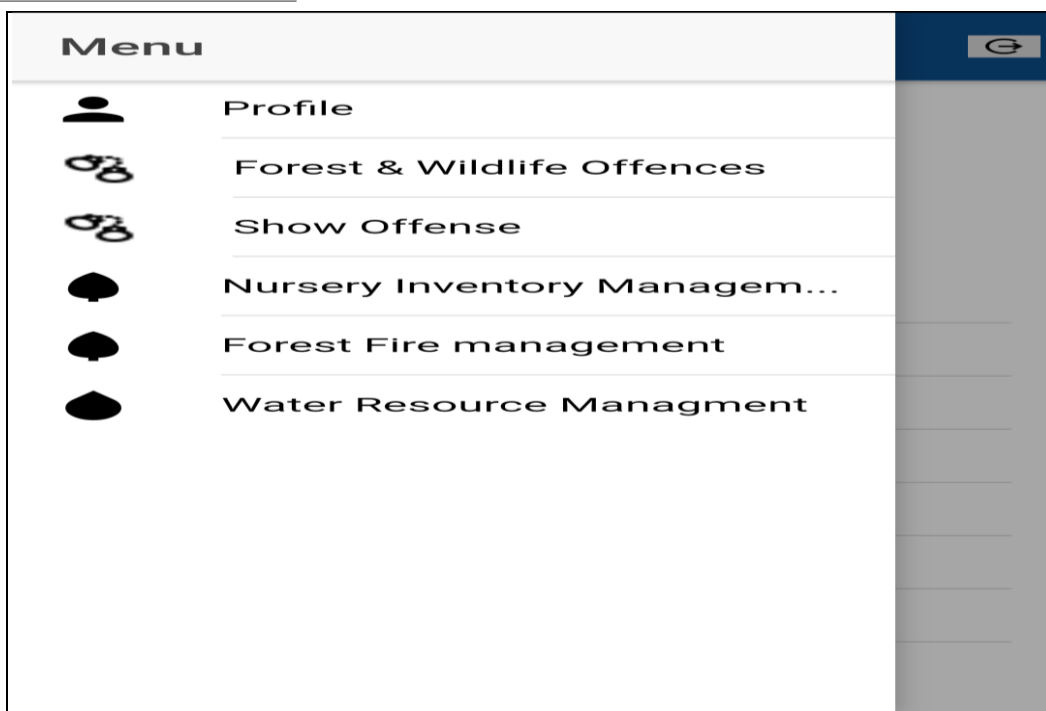 Menu
Profile
Forest & Wildlife Offences
Show Offense
Nursery Inventory Managem...
Forest Fire management
Water Resource Managment